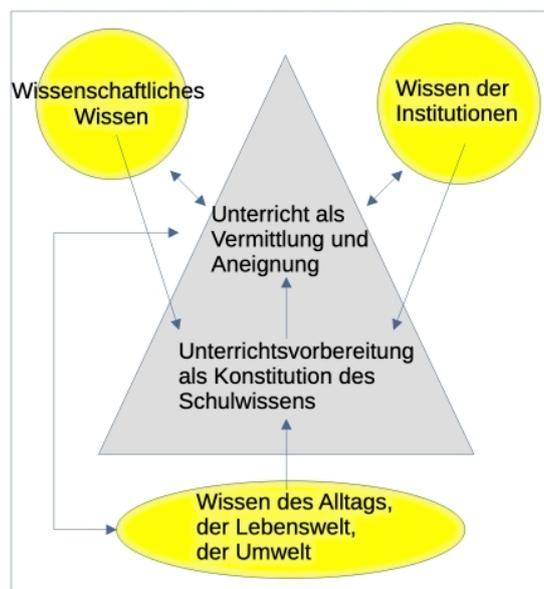 Wissenschaftliches
Wissen
Wissen der
Institutionen
Unterricht als
Vermittlung und
Aneignung
Unterrichtsvorbereitung
als Konstitution des
Schulwissens
Wissen des Alltags,
der Lebenswelt,
der Umwelt